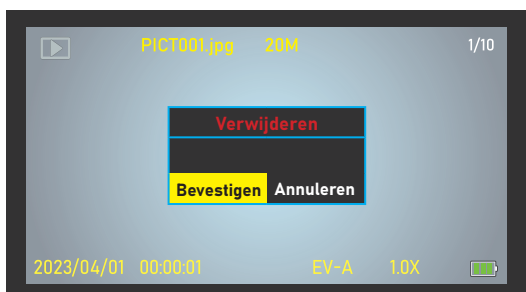 PICT001.jpg 20M 1/10
Verwijderen
Bevestigen Annuleren
2023/04/01 00:00:01 EV-A 1.0X